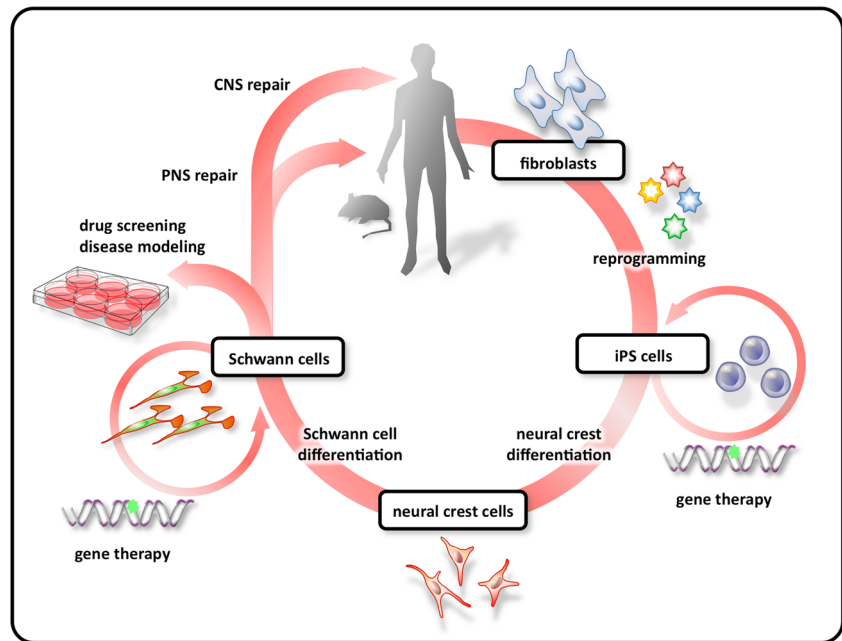 CNS repair
PNS repair
fibroblasts
drug screening
disease modeling
reprogramming
Schwann cells
iPS cells
Schwann cell
differentiation
neural crest
differentiation
gene therapy
neural crest cells
gene therapy